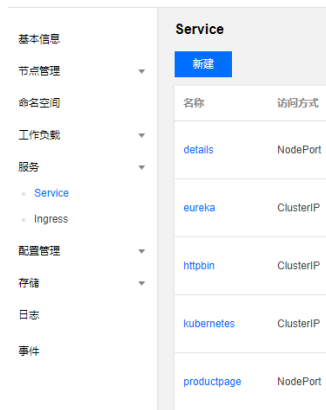 基本信息
节点管理
命名空间
工作负载
服务
Service
Ingress
配置管理
存储
日志
事件
Service
新建
名称 访问方式
details NodePort
eureka ClusterIP
httpbin ClusterIP
kubernetes ClusterIP
productpage NodePort